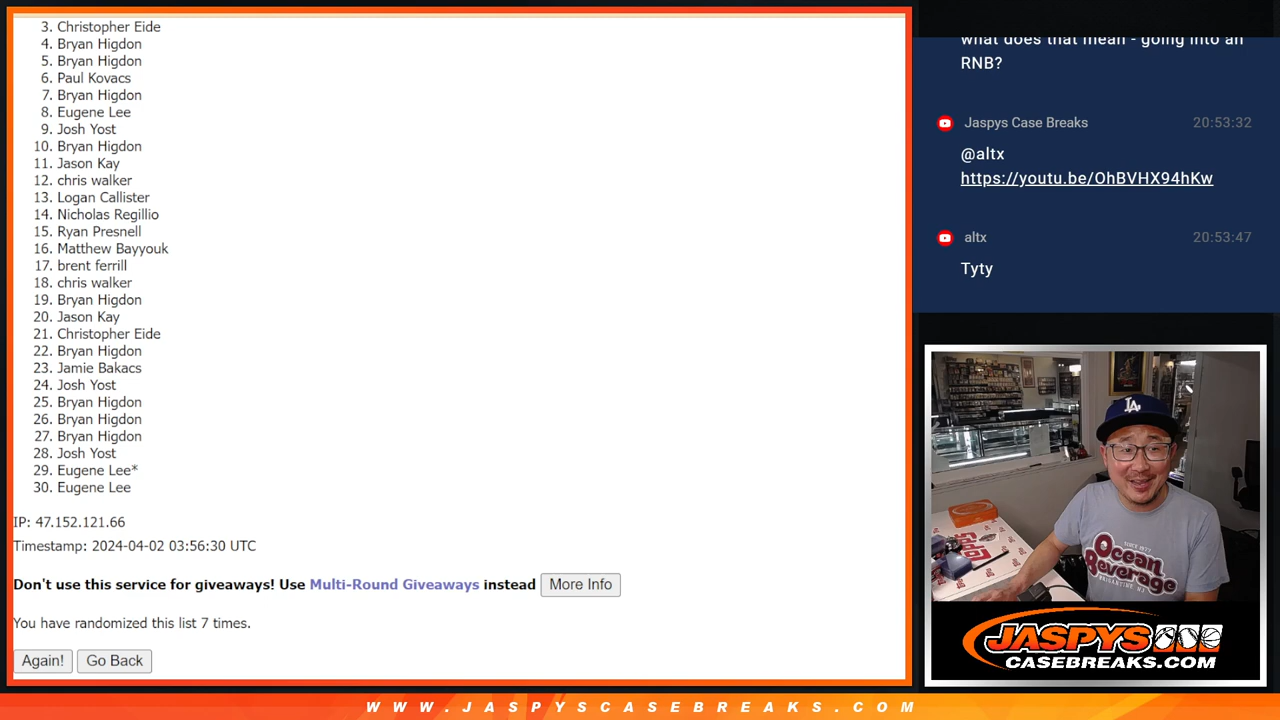 3. Christopher Eide
4. Bryan Higdon
5. Bryan Higdon
6. Paul Kovacs
7. Bryan Higdon
8. Eugene Lee
9. Josh Yost
10. Bryan Higdon
11. Jason Kay
12. chris walker
13. Logan Callister
14. Nicholas Regillio
15. Ryan Presnell
16. Matthew Bayyouk
17. brent ferrill
18. chris walker
19. Bryan Higdon
20. Jason Kay
21. Christopher Eide
22. Bryan Higdon
23. Jamie Bakacs
24. Josh Yost
25. Bryan Higdon
26. Bryan Higdon
27. Bryan Higdon
28. Josh Yost
29. Eugene Lee*
30. Eugene Lee
IP: 47.152.121.66
Timestamp: 2024-04-02 03:56:30 UTC
Don't use this service for giveaways! Use Multi-Round Giveaways instead More Info
You have randomized this list 7 times.
Again! Go Back
what does that mean - going into an
RNB?
Jaspys Case Breaks 20:53:32
@altx
https://youtu.be/OhBVHX94hKw
altx 20:53:47
Tyty
LA
Topps
Ocean
Beverage
BRIGANTINE, NJ
JASPYS
CASEBREAKS.COM
WWW.JASPYSCASEBREAKS.COM